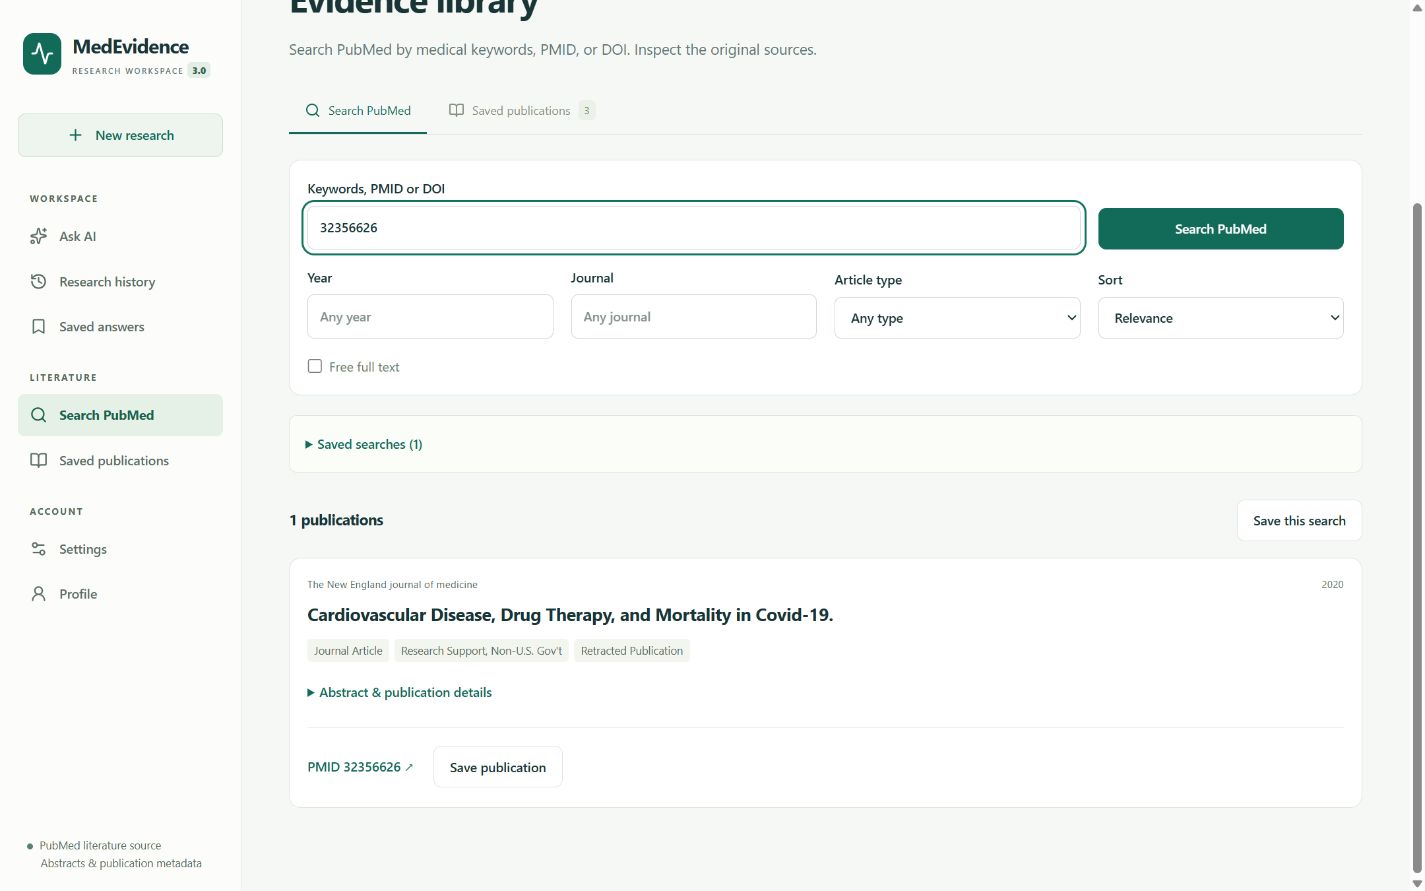 MedEvidence
RESEARCH WORKSPACE 3.0
+ New research
WORKSPACE
Ask AI
Research history
Saved answers
LITERATURE
Search PubMed
Saved publications
ACCOUNT
Settings
Profile
PubMed literature source
Abstracts & publication metadata
Evidence library
Search PubMed by medical keywords, PMID, or DOI. Inspect the original sources.
Search PubMed
Saved publications 3
Keywords, PMID or DOI
32356626
Search PubMed
Year
Journal
Article type
Sort
Any year
Any journal
Any type
Relevance
Free full text
Saved searches (1)
1 publications
Save this search
The New England journal of medicine
2020
Cardiovascular Disease, Drug Therapy, and Mortality in Covid-19.
Journal Article
Research Support, Non-U.S. Gov't
Retracted Publication
Abstract & publication details
PMID 32356626 ↗
Save publication